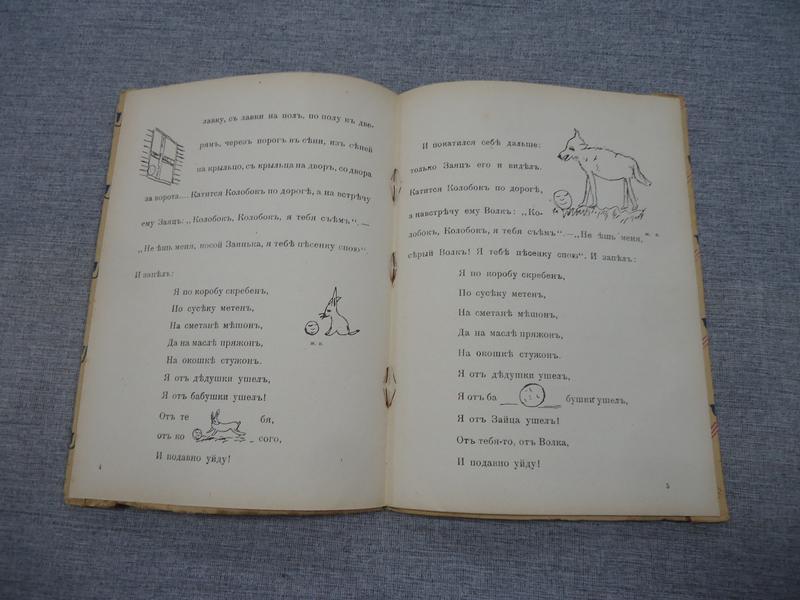 лавку, съ лавки на полъ, по полу къ две-
рямъ, черезъ порогъ въ сѣни, изъ сѣней
на крыльцо, съ крыльца на дворъ, со двора
за ворота.... Катится Колобокъ по дорогѣ, а на встрѣчу
ему Заяцъ: „Колобокъ, Колобокъ, я тебя съѣмъ“.—
„Не ѣшь меня, косой Заинька, я тебѣ пѣсенку спою“.
И запѣлъ:
Я по коробу скребенъ,
По сусѣку метенъ,
На сметанѣ мѣшонъ,
Да на маслѣ пряжонъ,
На окошкѣ стужонъ.
Я отъ дѣдушки ушелъ,
Я отъ бабушки ушелъ!
Отъ те бя,
отъ ко сого,
И подавно уйду!
4
И покатился себѣ дальше:
только Заяцъ его и видѣлъ.
Катится Колобокъ по дорогѣ,
а навстрѣчу ему Волкъ: „Ко-
лобокъ, Колобокъ, я тебя съѣмъ“.—„Не ѣшь меня,
сѣрый Волкъ! Я тебѣ пѣсенку спою“. И запѣлъ:
Я по коробу скребенъ,
По сусѣку метенъ,
На сметанѣ мѣшонъ,
Да на маслѣ пряжонъ,
На окошкѣ стужонъ.
Я отъ дѣдушки ушелъ,
Я отъ ба бушки ушелъ,
Я отъ Зайца ушелъ!
Отъ тебя-то, отъ Волка,
И подавно уйду!
5